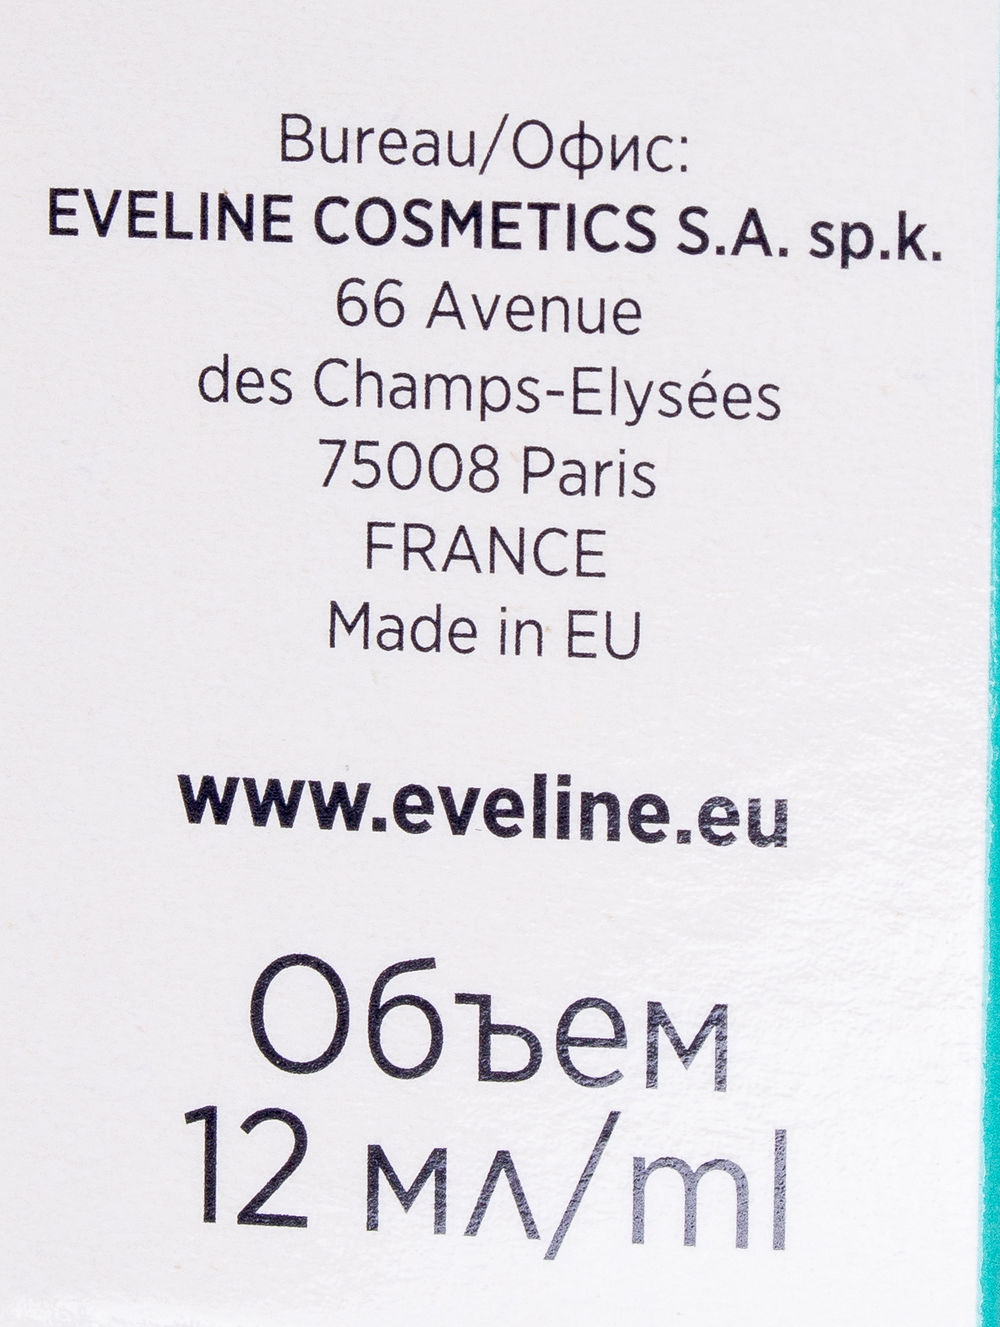 Bureau/Офис:
EVELINE COSMETICS S.A. sp.k.
66 Avenue
des Champs-Elysées
75008 Paris
FRANCE
Made in EU
www.eveline.eu
Объем
12 мл/ml